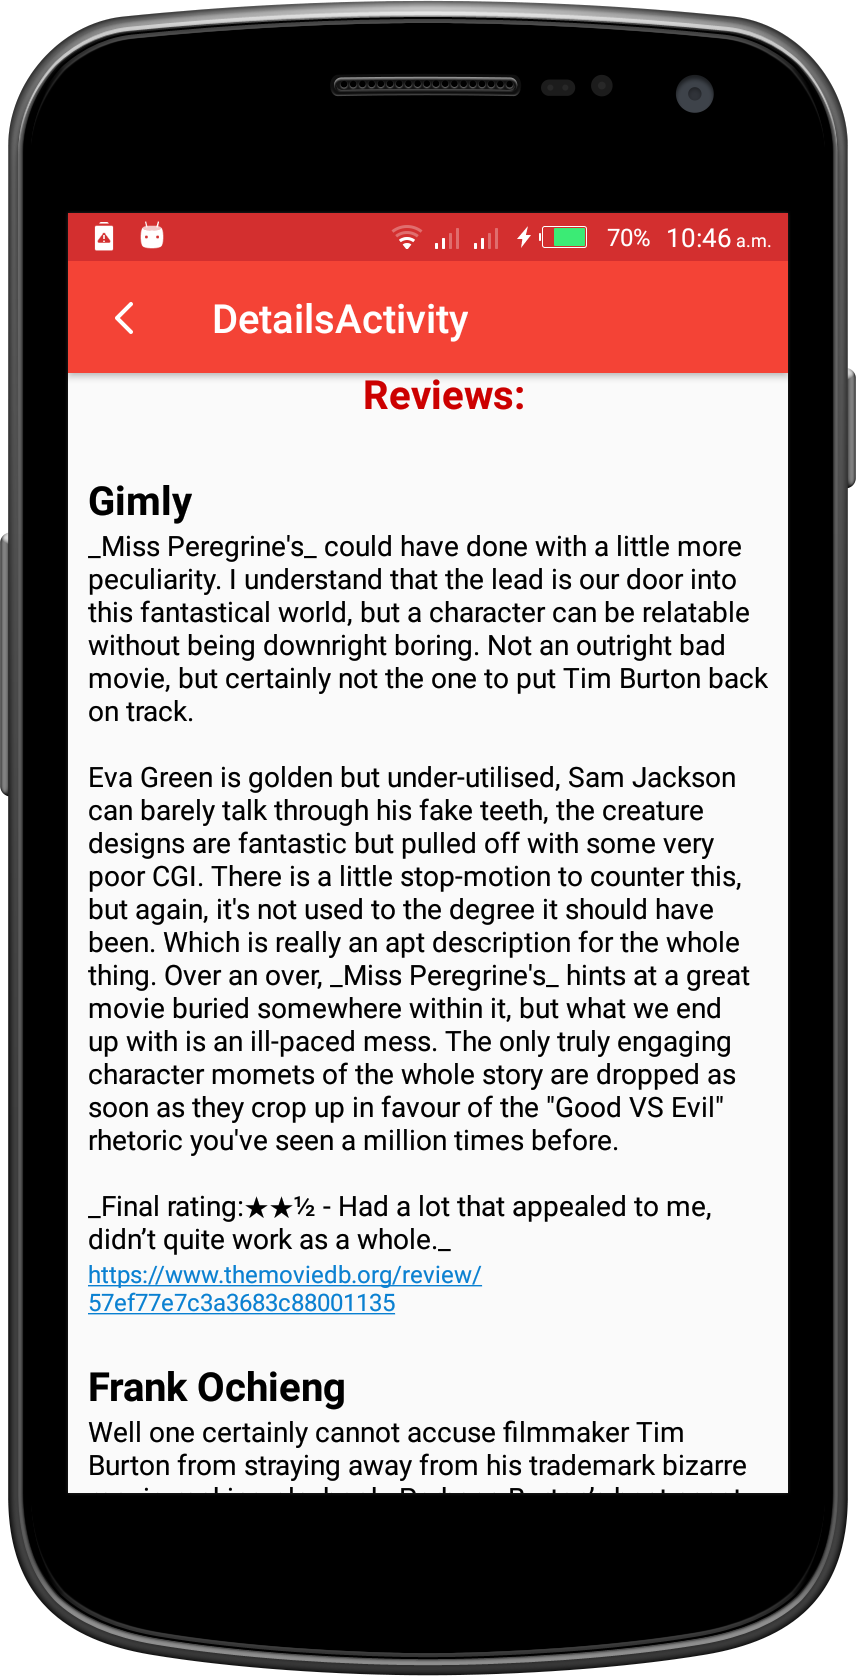 70% 10:46 a.m.
DetailsActivity
Reviews:
Gimly
_Miss Peregrine's_ could have done with a little more
peculiarity. I understand that the lead is our door into
this fantastical world, but a character can be relatable
without being downright boring. Not an outright bad
movie, but certainly not the one to put Tim Burton back
on track.
Eva Green is golden but under-utilised, Sam Jackson
can barely talk through his fake teeth, the creature
designs are fantastic but pulled off with some very
poor CGI. There is a little stop-motion to counter this,
but again, it's not used to the degree it should have
been. Which is really an apt description for the whole
thing. Over an over, _Miss Peregrine's_ hints at a great
movie buried somewhere within it, but what we end
up with is an ill-paced mess. The only truly engaging
character momets of the whole story are dropped as
soon as they crop up in favour of the "Good VS Evil"
rhetoric you've seen a million times before.
_Final rating:★★½ - Had a lot that appealed to me,
didn’t quite work as a whole._
https://www.themoviedb.org/review/
57ef77e7c3a3683c88001135
Frank Ochieng
Well one certainly cannot accuse filmmaker Tim
Burton from straying away from his trademark bizarre